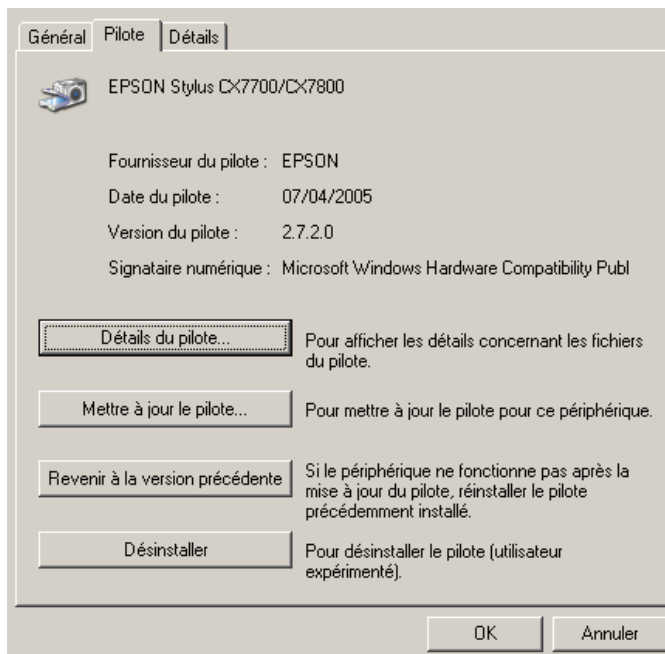 Général Pilote Détails
EPSON Stylus CX7700/CX7800
Fournisseur du pilote : EPSON
Date du pilote : 07/04/2005
Version du pilote : 2.7.2.0
Signataire numérique : Microsoft Windows Hardware Compatibility Publ
Détails du pilote...
Pour afficher les détails concernant les fichiers
du pilote.
Mettre à jour le pilote...
Pour mettre à jour le pilote pour ce périphérique.
Revenir à la version précédente
Si le périphérique ne fonctionne pas après la
mise à jour du pilote, réinstaller le pilote
précédemment installé.
Désinstaller
Pour désinstaller le pilote (utilisateur
expérimenté).
OK Annuler